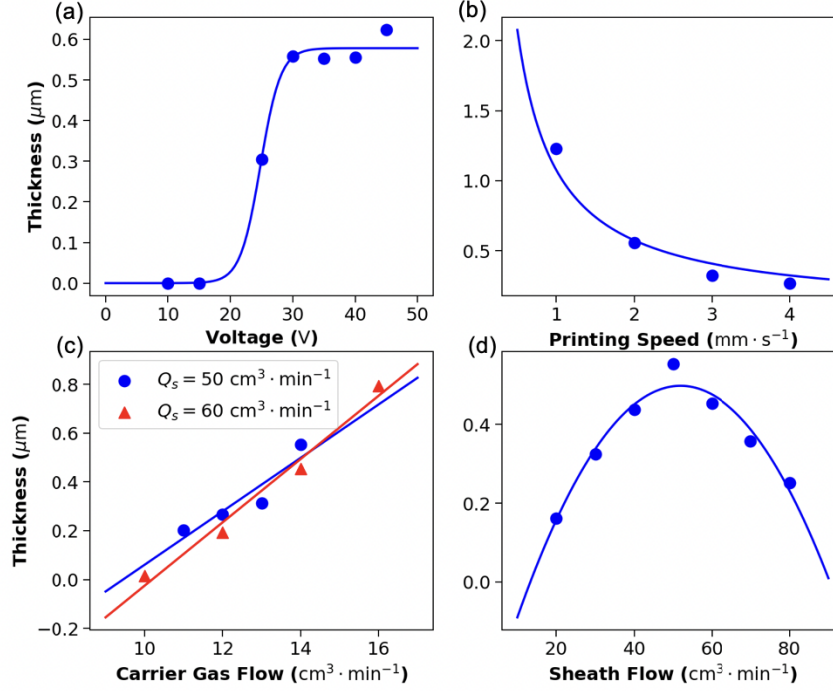 (a)
0.6
0.5
0.4
0.3
0.2
0.1
0.0
Thickness (μm)
0 10 20 30 40 50
Voltage (V)
(b)
2.0
1.5
1.0
0.5
1 2 3 4
Printing Speed (mm · s⁻¹)
(c)
Q_s = 50 cm³ · min⁻¹
Q_s = 60 cm³ · min⁻¹
0.8
0.6
0.4
0.2
0.0
−0.2
Thickness (μm)
10 12 14 16
Carrier Gas Flow (cm³ · min⁻¹)
(d)
0.4
0.2
0.0
20 40 60 80
Sheath Flow (cm³ · min⁻¹)